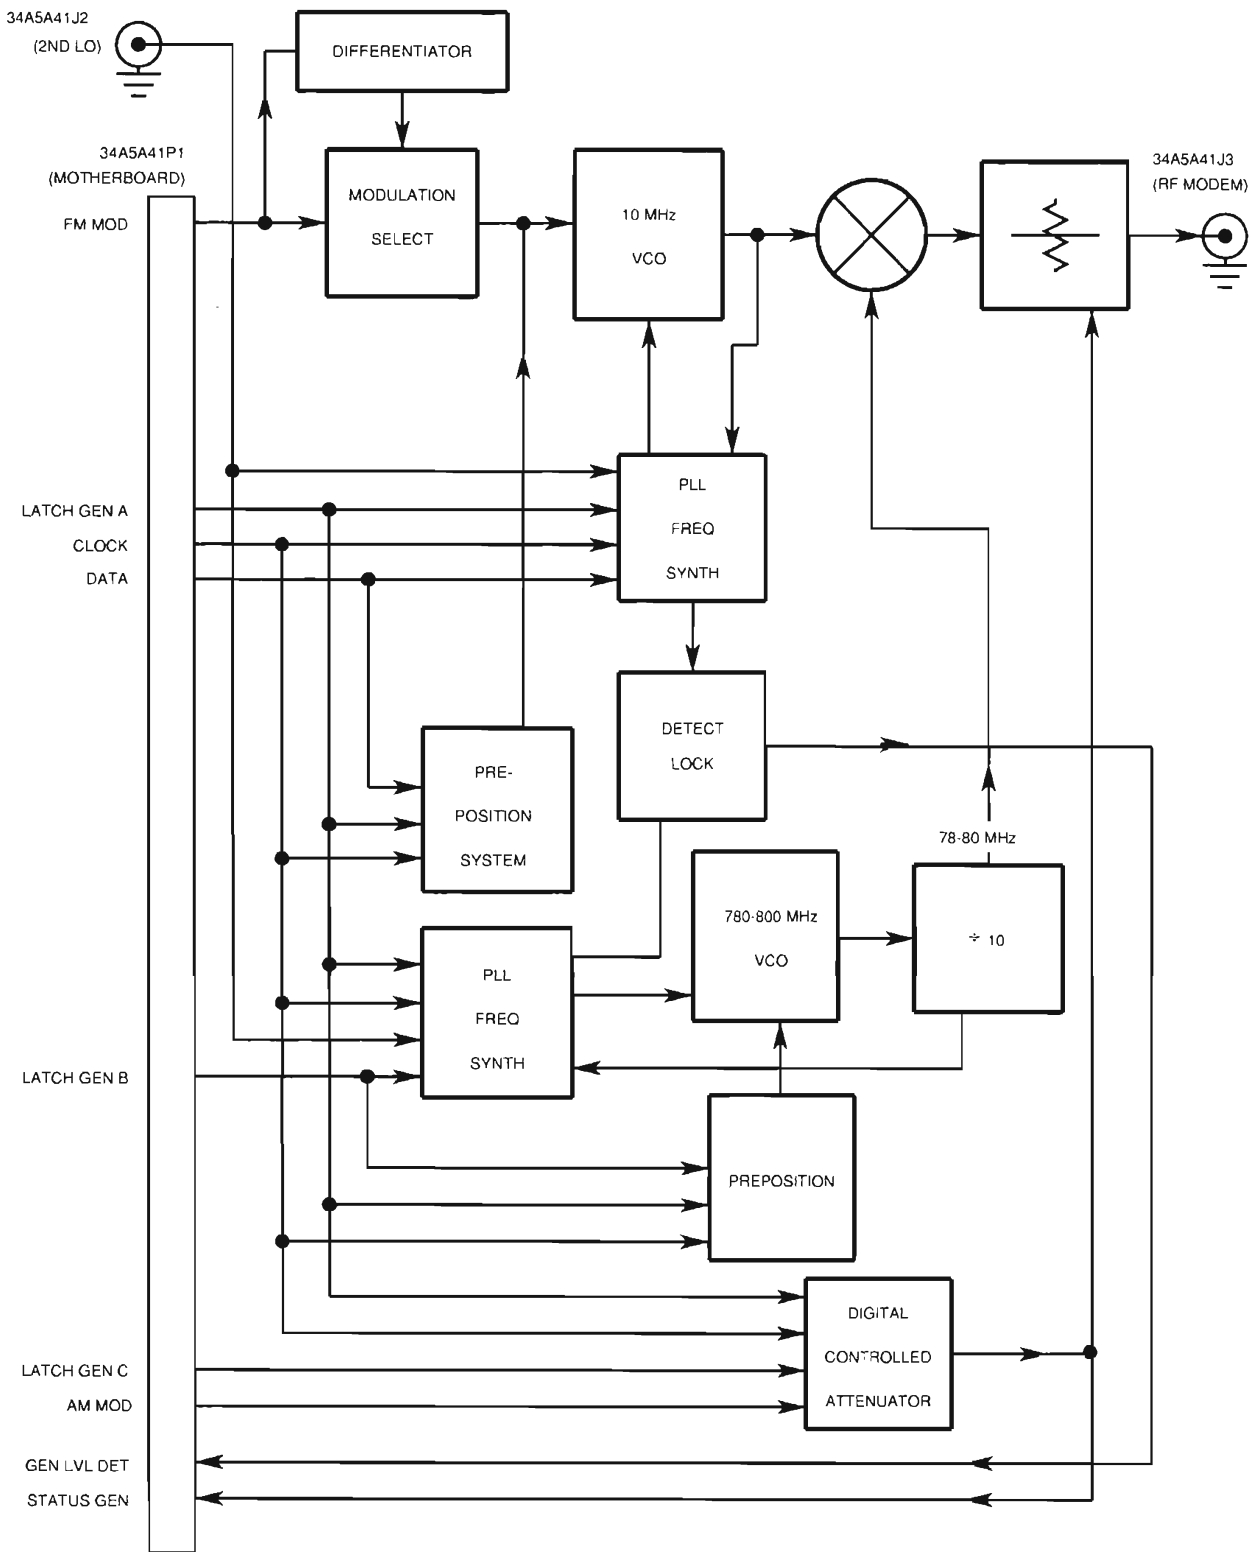 34A5A41J2
(2ND LO)
DIFFERENTIATOR
34A5A41P1
(MOTHERBOARD)
34A5A41J3
(RF MODEM)
FM MOD
MODULATION
SELECT
10 MHz
VCO
LATCH GEN A
CLOCK
DATA
PLL
FREQ
SYNTH
DETECT
LOCK
PRE-
POSITION
SYSTEM
78-80 MHz
780-800 MHz
VCO
÷ 10
PLL
FREQ
SYNTH
LATCH GEN B
PREPOSITION
DIGITAL
CONTROLLED
ATTENUATOR
LATCH GEN C
AM MOD
GEN LVL DET
STATUS GEN